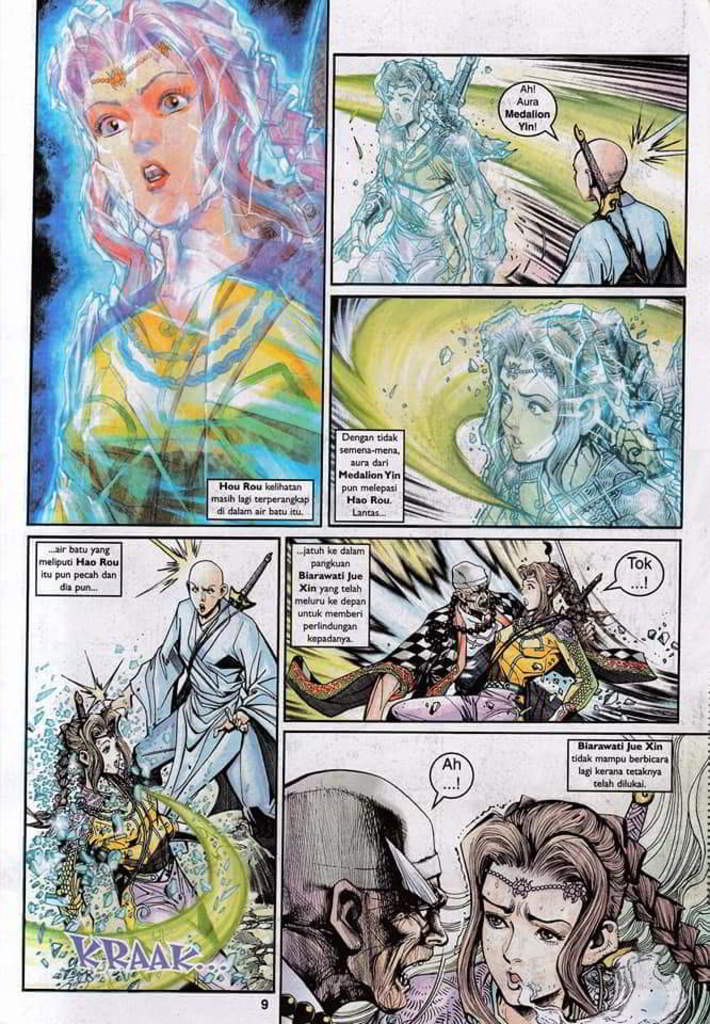 Hou Rou kelihatan
masih lagi terperangkap
di dalam air batu itu.
Ah!
Aura
Medalion
Yin!
Dengan tidak
semena-mena,
aura dari
Medalion Yin
pun melepasi
Hao Rou.
Lantas...
...air batu yang
meliputi Hao Rou
itu pun pecah dan
dia pun...
KRAAK...
...jatuh ke dalam
pangkuan
Biarawati Jue
Xin yang telah
meluru ke depan
untuk memberi
perlindungan
kepadanya.
Tok
...!
Ah
...!
Biarawati Jue Xin
tidak mampu berbicara
lagi kerana tetaknya
telah dilukai.
9